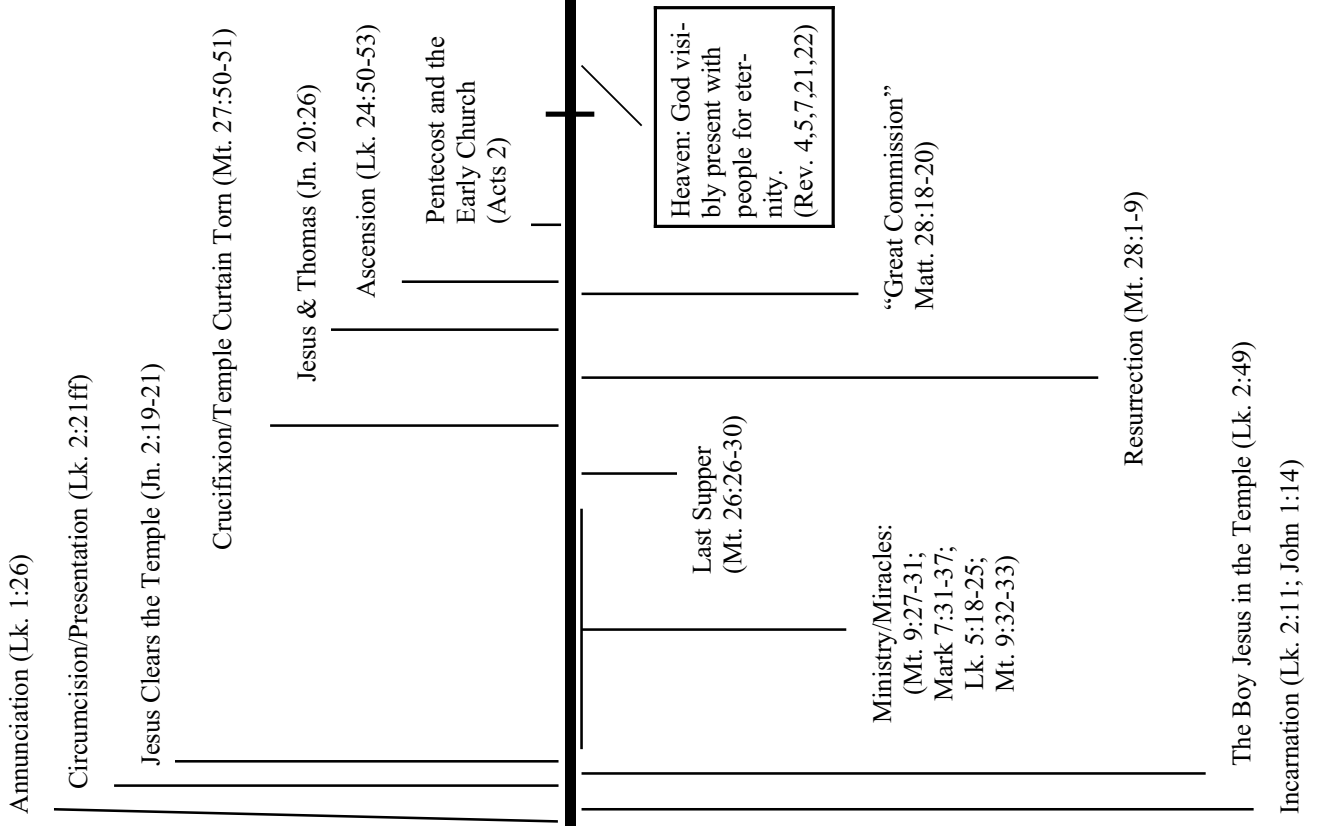 Annunciation (Lk. 1:26)
Circumcision/Presentation (Lk. 2:21ff)
Jesus Clears the Temple (Jn. 2:19-21)
Crucifixion/Temple Curtain Torn (Mt. 27:50-51)
Jesus & Thomas (Jn. 20:26)
Ascension (Lk. 24:50-53)
Pentecost and the
Early Church
(Acts 2)
Heaven: God visi-
bly present with
people for eter-
nity.
(Rev. 4,5,7,21,22)
Last Supper
(Mt. 26:26-30)
Ministry/Miracles:
(Mt. 9:27-31;
Mark 7:31-37;
Lk. 5:18-25;
Mt. 9:32-33)
“Great Commission”
Matt. 28:18-20)
Resurrection (Mt. 28:1-9)
The Boy Jesus in the Temple (Lk. 2:49)
Incarnation (Lk. 2:11; John 1:14)